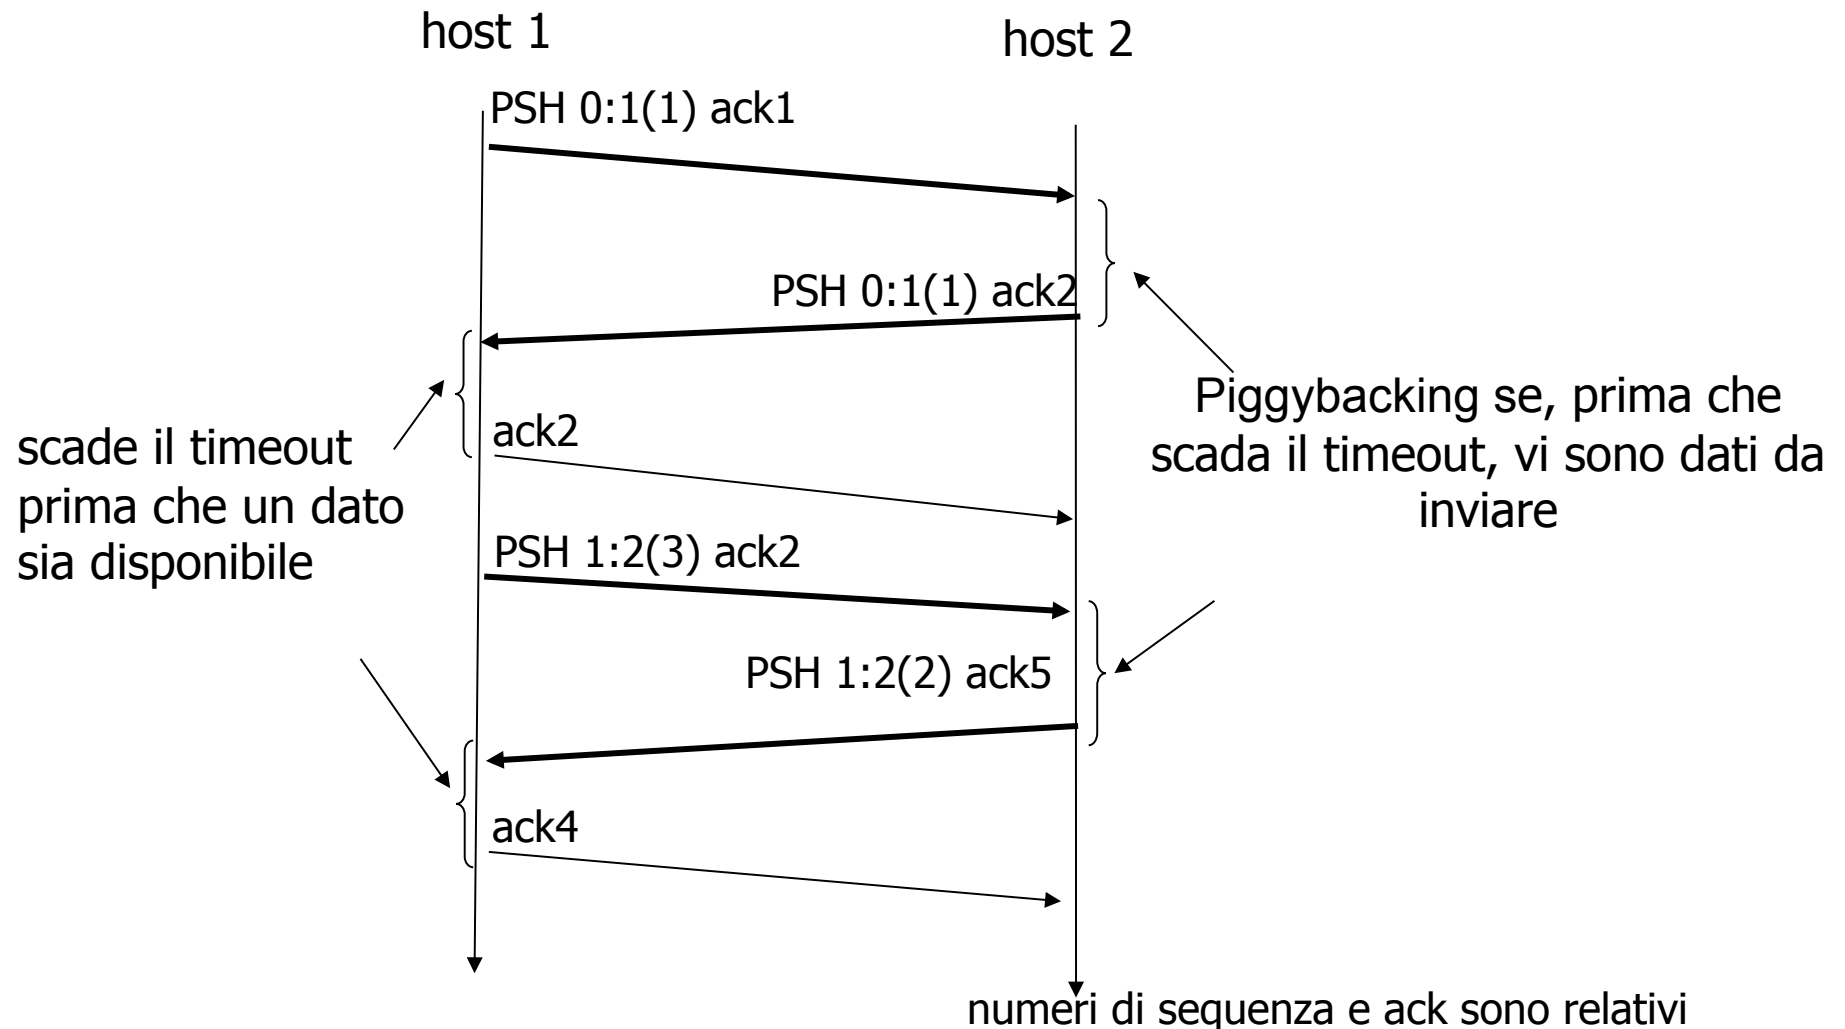 host 1
host 2
PSH 0:1(1) ack1
PSH 0:1(1) ack2
Piggybacking se, prima che
scada il timeout, vi sono dati da
inviare
scade il timeout
prima che un dato
sia disponibile
ack2
PSH 1:2(3) ack2
PSH 1:2(2) ack5
ack4
numeri di sequenza e ack sono relativi